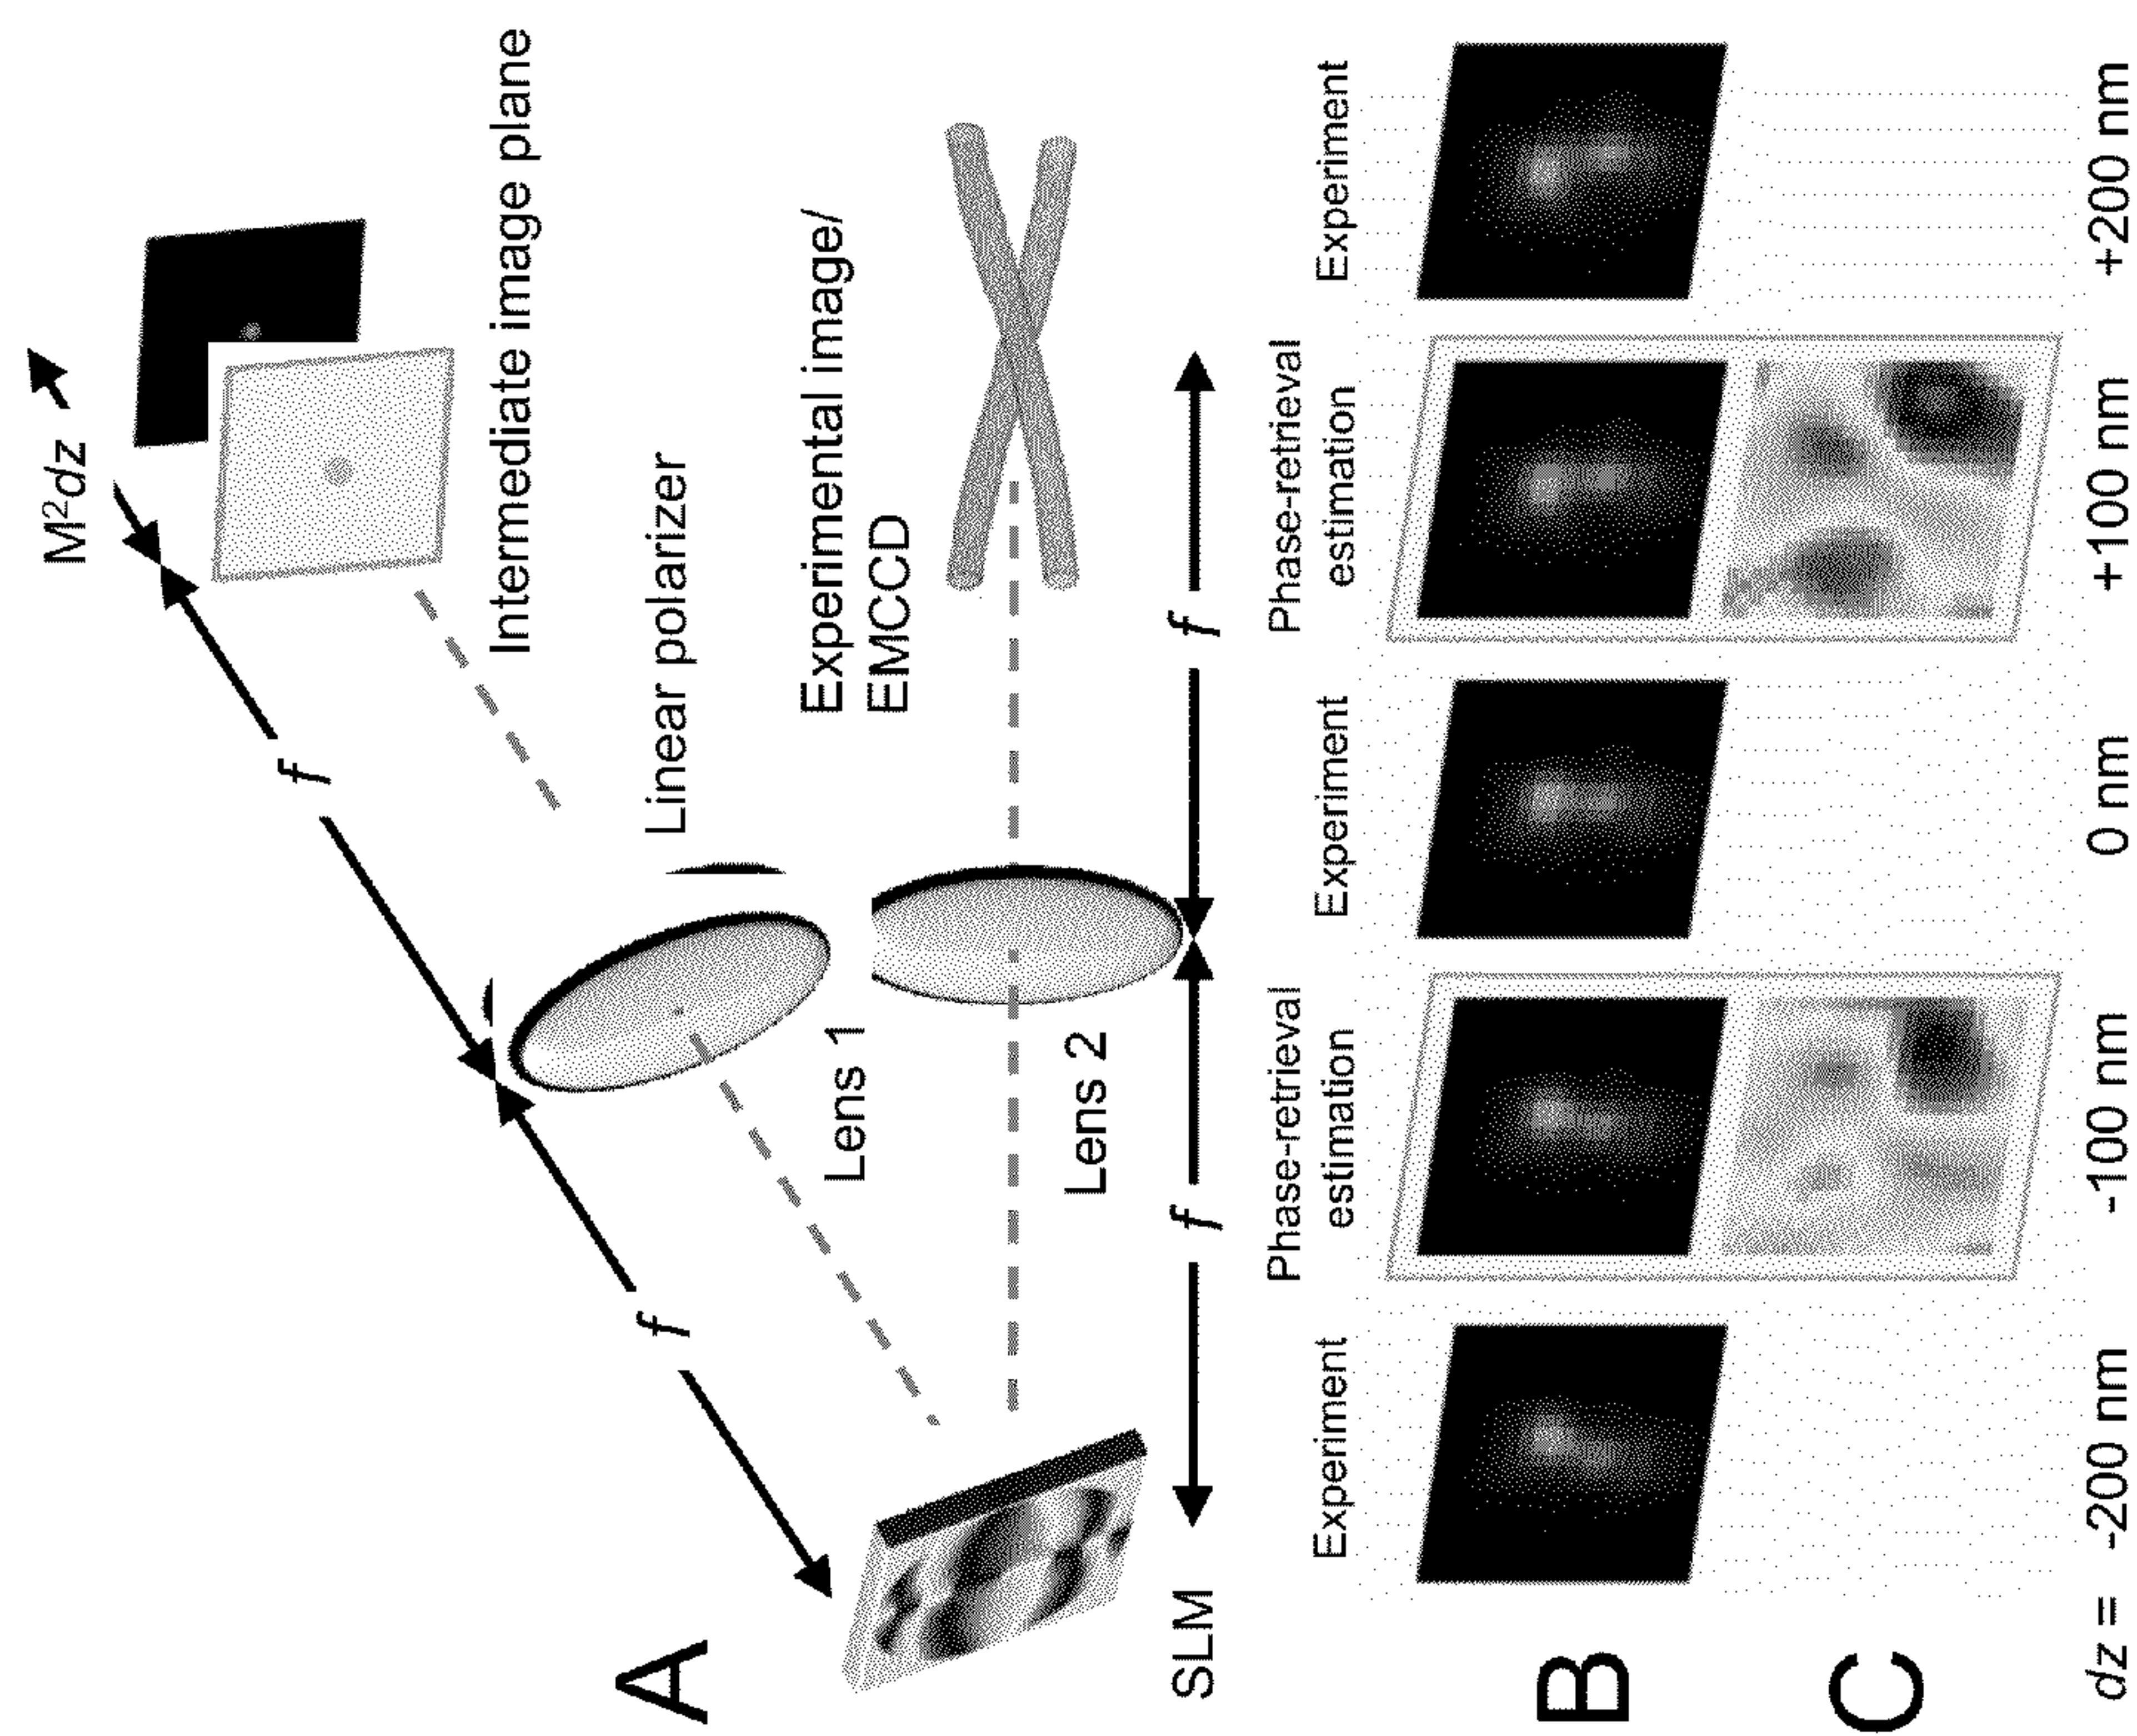 A
M²dz
f
f
Intermediate image plane
Linear polarizer
Lens 1
Experimental image/
EMCCD
Lens 2
f
f
SLM
Experiment
Phase-retrieval
estimation
Experiment
Phase-retrieval
estimation
Experiment
B
C
dz = -200 nm -100 nm 0 nm +100 nm +200 nm